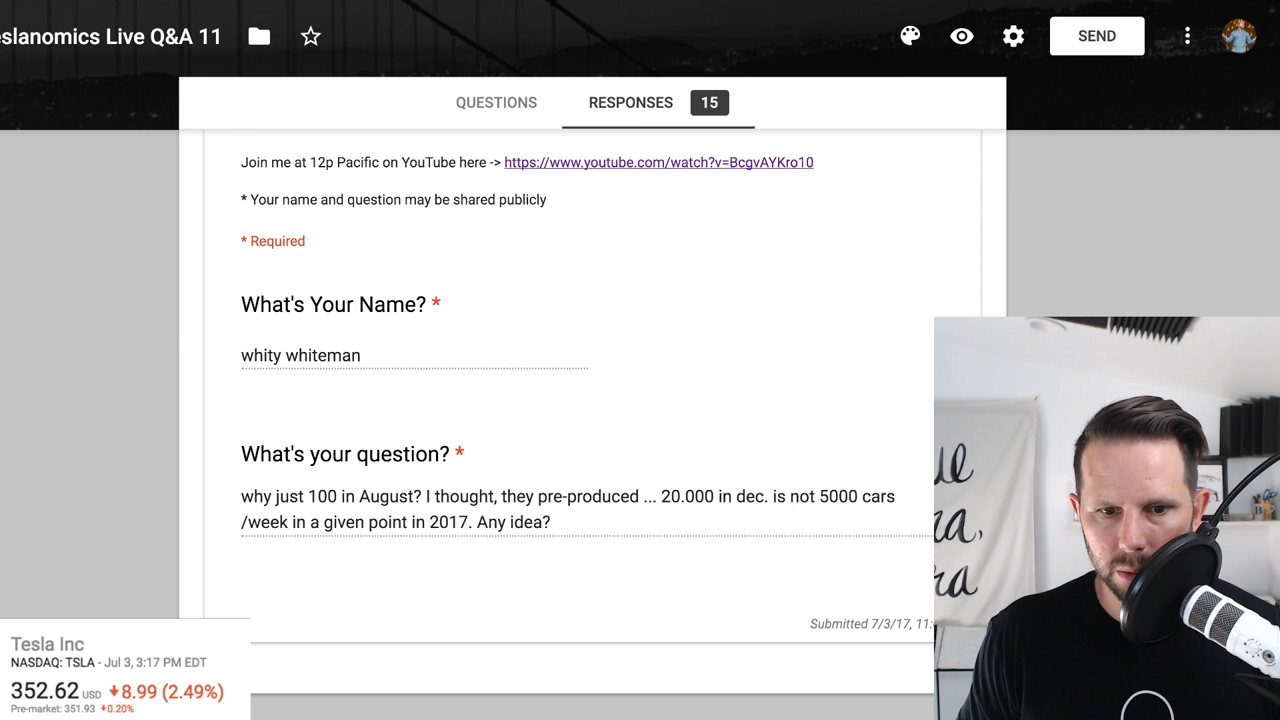 eslanomics Live Q&A 11
SEND
QUESTIONS
RESPONSES 15
Join me at 12p Pacific on YouTube here -> https://www.youtube.com/watch?v=BcgvAYKro10
* Your name and question may be shared publicly
* Required
What's Your Name? *
whity whiteman
What's your question? *
why just 100 in August? I thought, they pre-produced ... 20.000 in dec. is not 5000 cars
/week in a given point in 2017. Any idea?
Submitted 7/3/17, 11:
Tesla Inc
NASDAQ: TSLA - Jul 3, 3:17 PM EDT
352.62 USD 8.99 (2.49%)
Pre-market: 351.93 0.20%